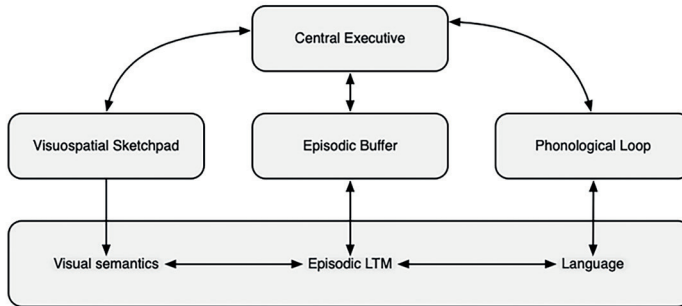 Central Executive
Visuospatial Sketchpad
Episodic Buffer
Phonological Loop
Visual semantics
Episodic LTM
Language